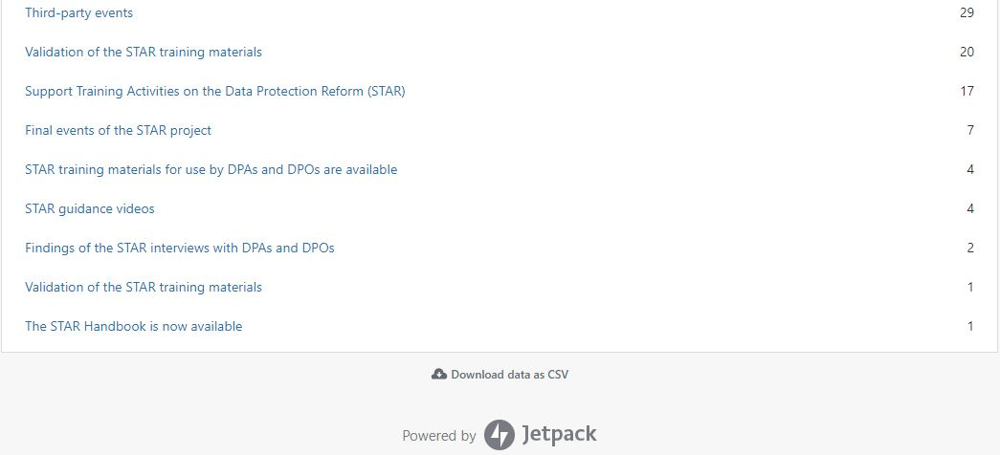 Third-party events 29
Validation of the STAR training materials 20
Support Training Activities on the Data Protection Reform (STAR) 17
Final events of the STAR project 7
STAR training materials for use by DPAs and DPOs are available 4
STAR guidance videos 4
Findings of the STAR interviews with DPAs and DPOs 2
Validation of the STAR training materials 1
The STAR Handbook is now available 1
Download data as CSV
Powered by Jetpack